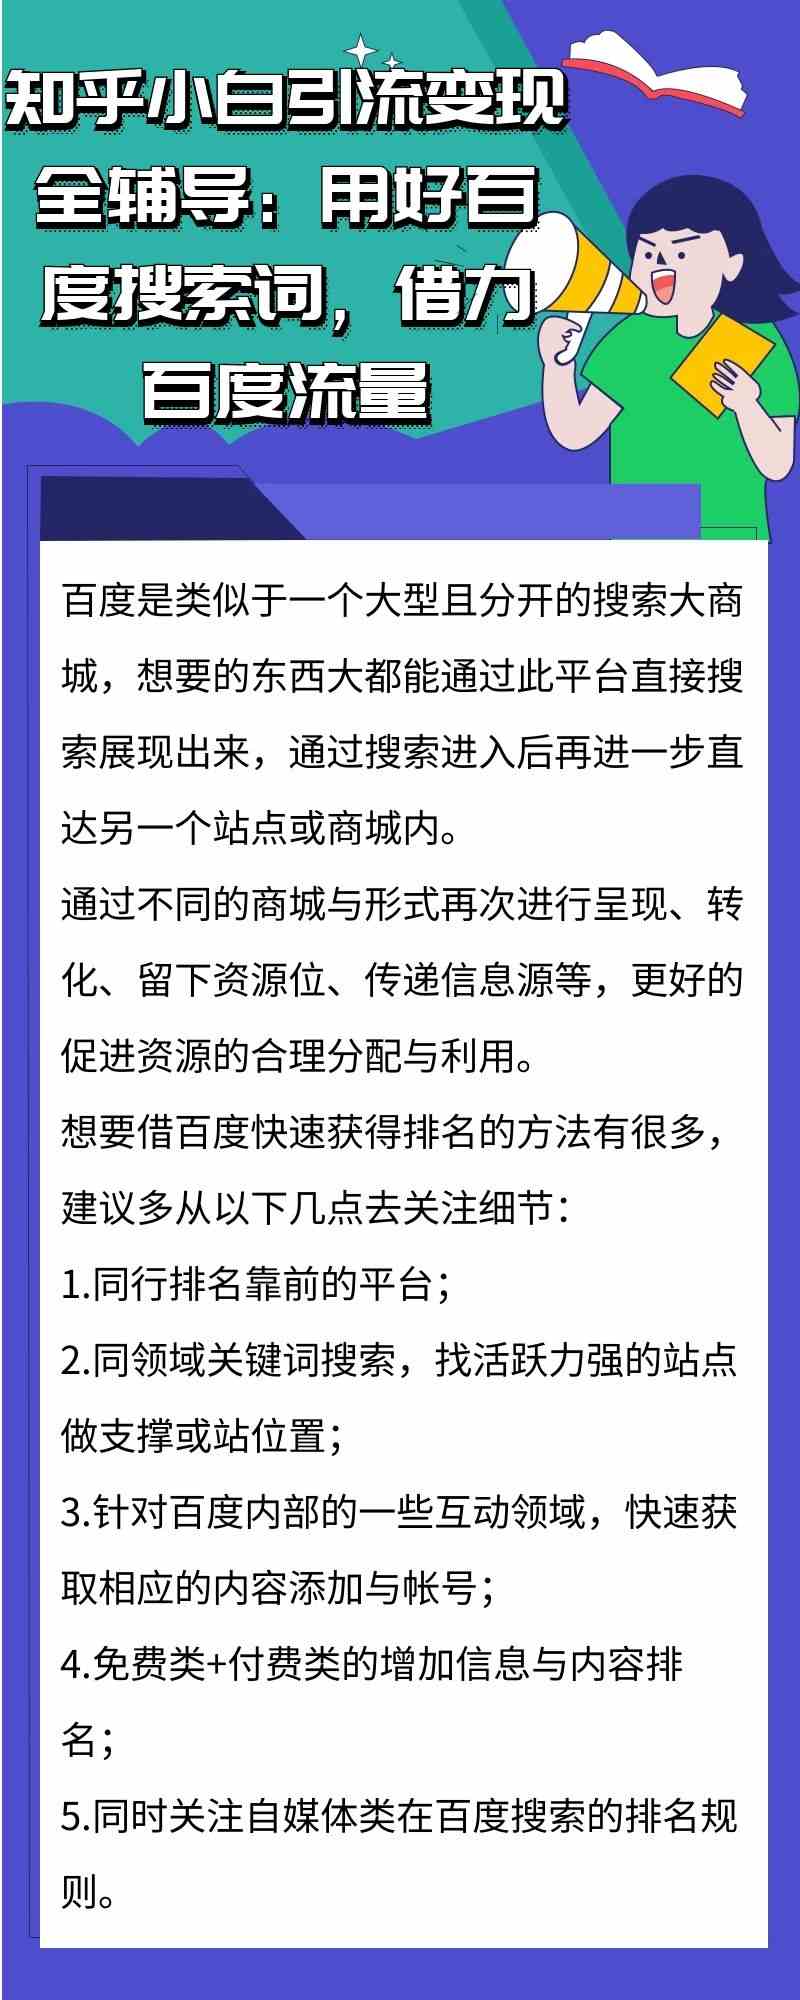 知乎小白引流变现
全辅导：用好百
度搜索词，借力
百度流量
百度是类似于一个大型且分开的搜索大商
城，想要的东西大都能通过此平台直接搜
索展现出来，通过搜索进入后再进一步直
达另一个站点或商城内。
通过不同的商城与形式再次进行呈现、转
化、留下资源位、传递信息源等，更好的
促进资源的合理分配与利用。
想要借百度快速获得排名的方法有很多，
建议多从以下几点去关注细节：
1.同行排名靠前的平台；
2.同领域关键词搜索，找活跃力强的站点
做支撑或站位置；
3.针对百度内部的一些互动领域，快速获
取相应的内容添加与帐号；
4.免费类+付费类的增加信息与内容排
名；
5.同时关注自媒体类在百度搜索的排名规
则。